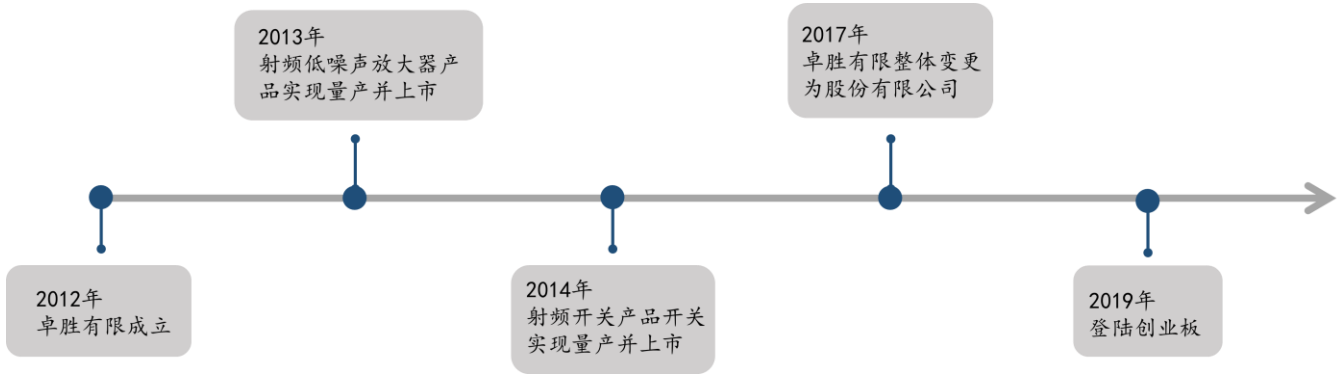 2012年
卓胜有限成立
2013年
射频低噪声放大器产
品实现量产并上市
2014年
射频开关产品开关
实现量产并上市
2017年
卓胜有限整体变更
为股份有限公司
2019年
登陆创业板